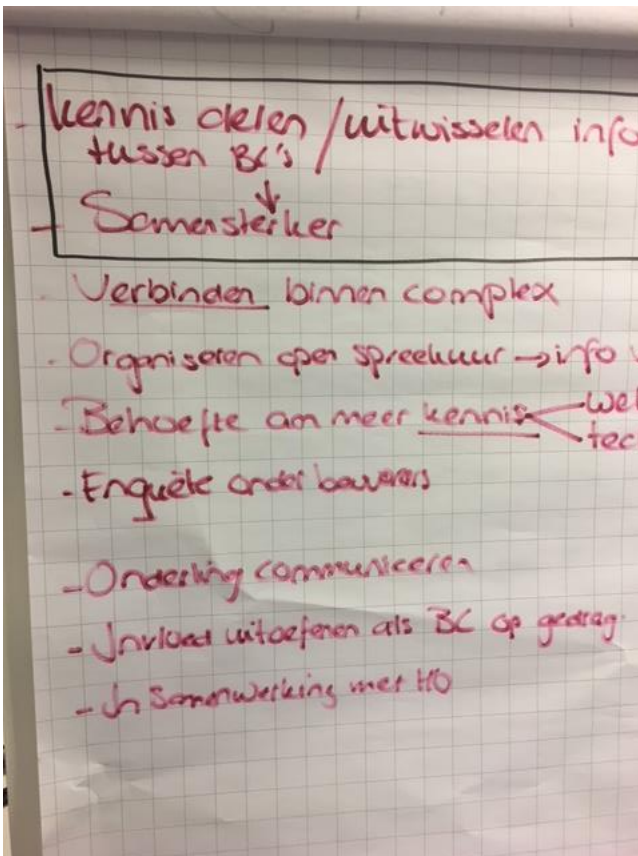 - kennis delen / uitwisselen info
tussen BC's
↓
- Samensterker
- Verbinden binnen complex
- Organiseren open spreekuur → info
- Behoefte aan meer kennis
- Enquête onder bewoners
- Onderling communiceren
- Invloed uitoefenen als BC op gedrag.
- In samenwerking met HO